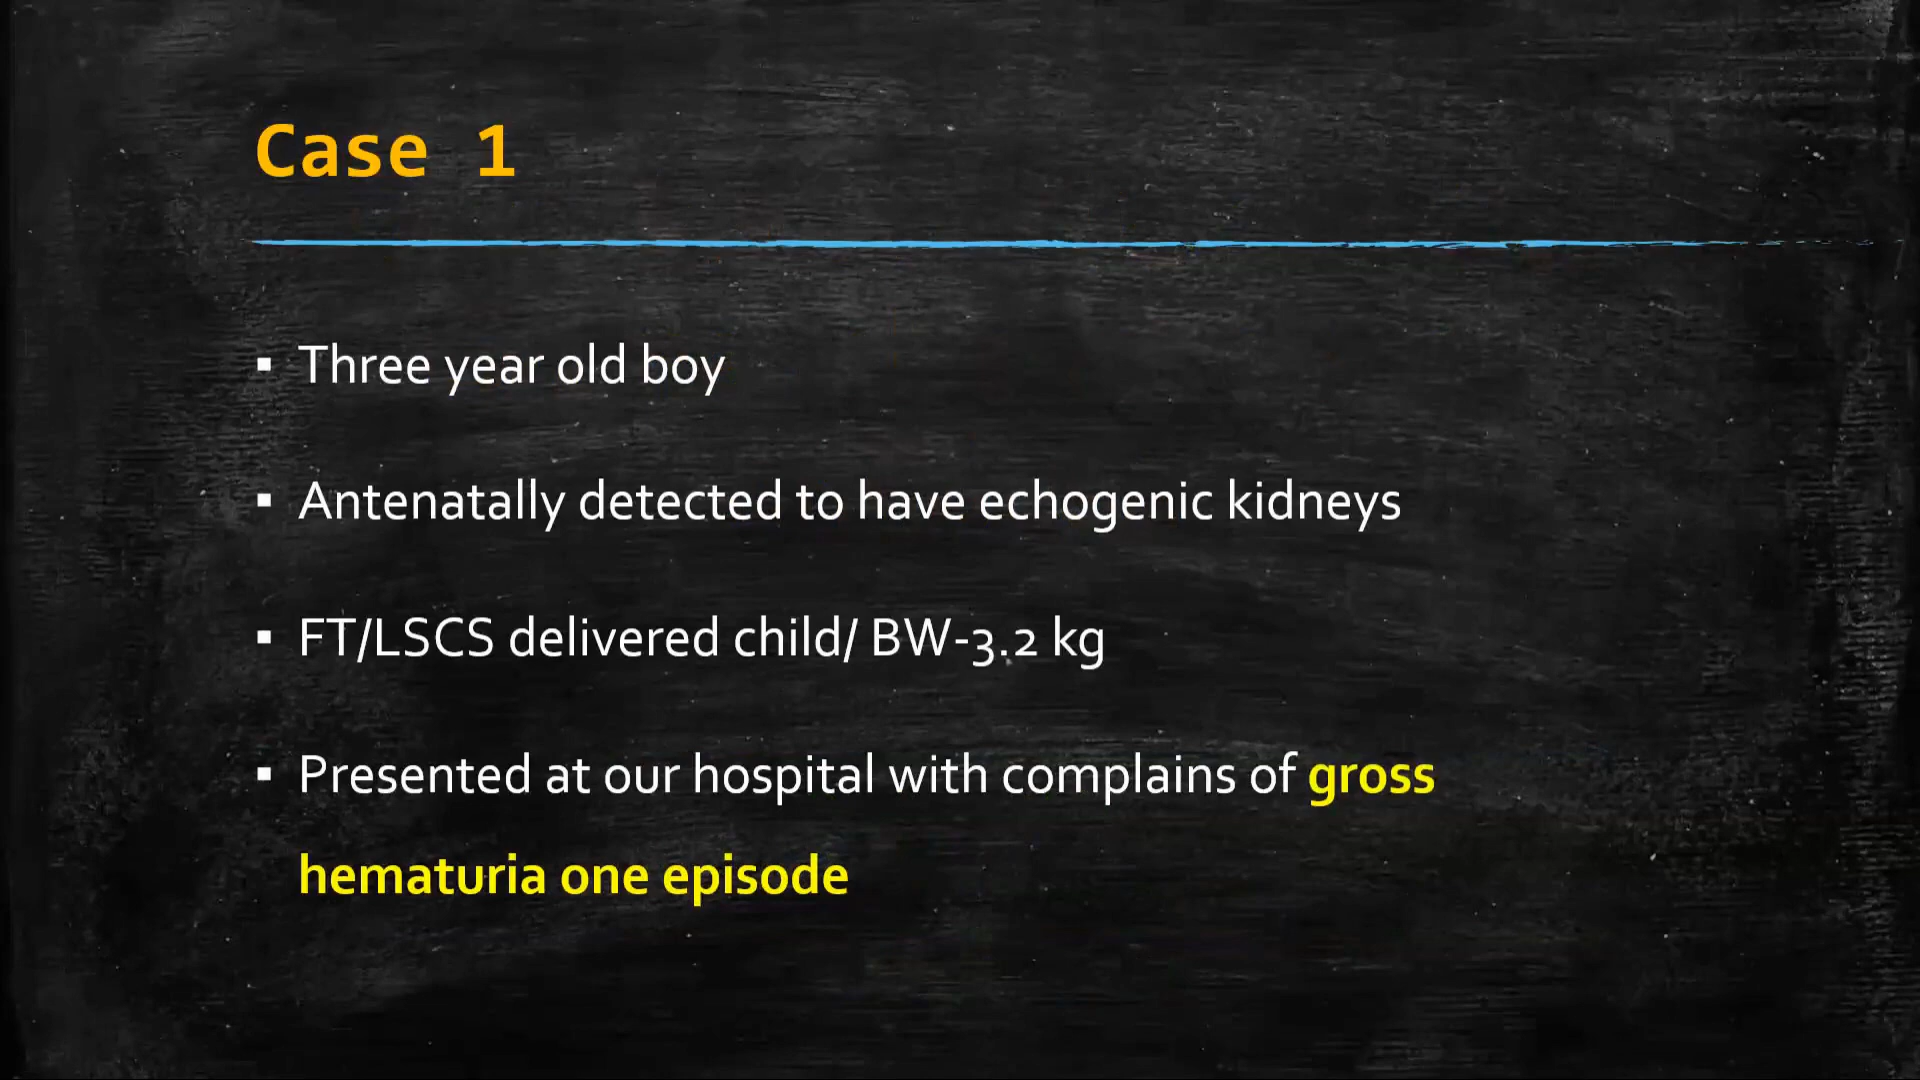 Case 1
▪ Three year old boy
▪ Antenatally detected to have echogenic kidneys
▪ FT/LSCS delivered child/ BW-3.2 kg
▪ Presented at our hospital with complains of gross
hematuria one episode